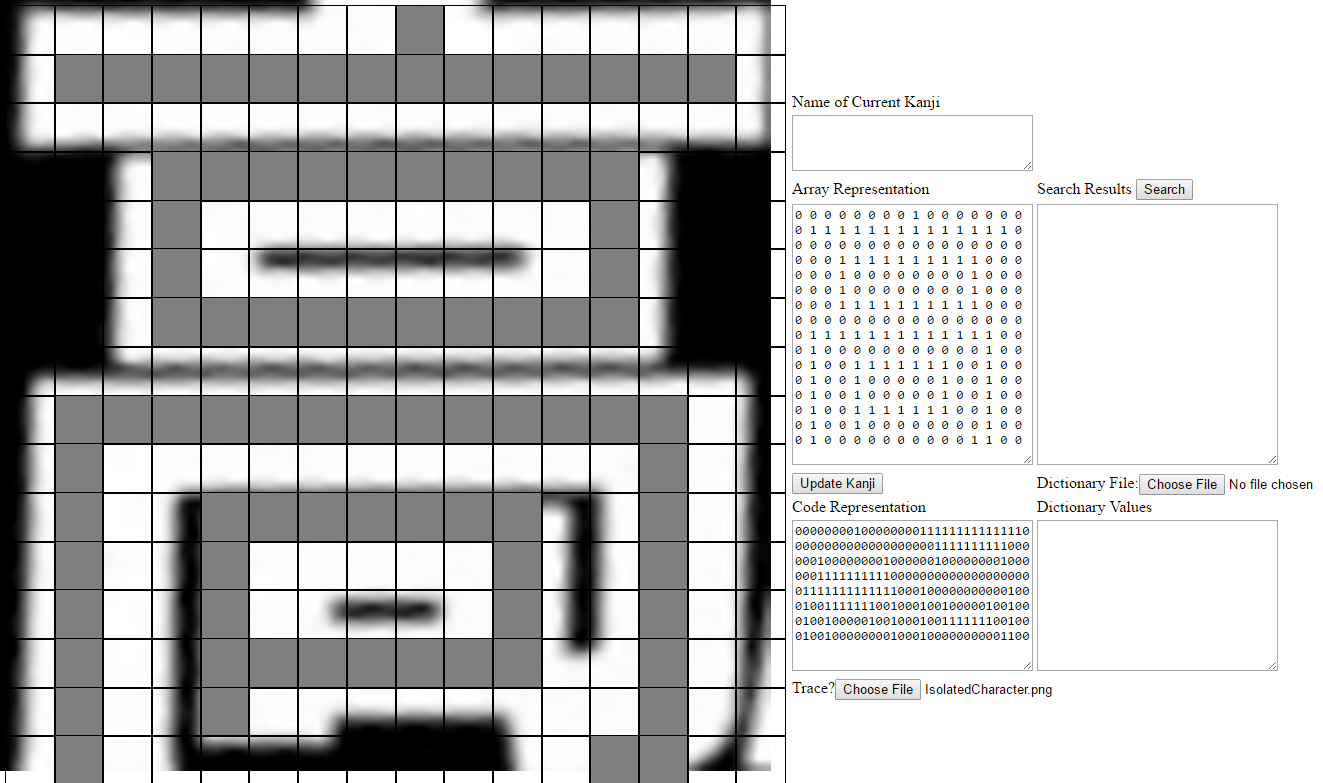 高
Name of Current Kanji
Array Representation
0 0 0 0 0 0 0 0 1 0 0 0 0 0 0 0
0 1 1 1 1 1 1 1 1 1 1 1 1 1 1 0
0 0 0 0 0 0 0 0 0 0 0 0 0 0 0 0
0 0 0 1 1 1 1 1 1 1 1 1 1 0 0 0
0 0 0 1 0 0 0 0 0 0 0 0 1 0 0 0
0 0 0 1 0 0 0 0 0 0 0 0 1 0 0 0
0 0 0 1 1 1 1 1 1 1 1 1 1 0 0 0
0 0 0 0 0 0 0 0 0 0 0 0 0 0 0 0
0 1 1 1 1 1 1 1 1 1 1 1 1 1 0 0
0 1 0 0 0 0 0 0 0 0 0 0 0 1 0 0
0 1 0 0 1 1 1 1 1 1 1 0 0 1 0 0
0 1 0 0 1 0 0 0 0 0 1 0 0 1 0 0
0 1 0 0 1 0 0 0 0 0 1 0 0 1 0 0
0 1 0 0 1 1 1 1 1 1 1 0 0 1 0 0
0 1 0 0 1 0 0 0 0 0 0 0 0 1 0 0
0 1 0 0 0 0 0 0 0 0 0 0 1 1 0 0
Search Results Search
Update Kanji
Dictionary File: Choose File No file chosen
Code Representation
00000000100000000111111111111110
00000000000000000001111111111000
00010000000010000001000000001000
00011111111110000000000000000000
01111111111111000100000000000100
01001111111001000100100000100100
01001000001001000100111111100100
01001000000001000100000000001100
Dictionary Values
Trace? Choose File IsolatedCharacter.png